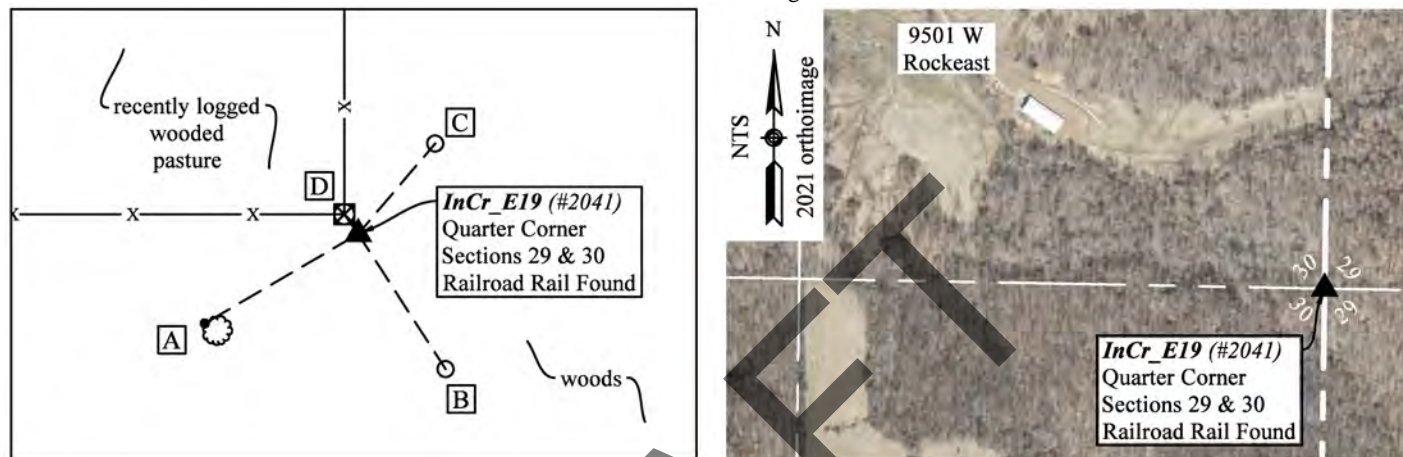 recently logged
wooded
pasture
x
x
x
x
A
B
C
D
InCr_E19 (#2041)
Quarter Corner
Sections 29 & 30
Railroad Rail Found
woods
N
NTS
2021 orthoimage
9501 W
Rockeast
30 29
30 29
InCr_E19 (#2041)
Quarter Corner
Sections 29 & 30
Railroad Rail Found